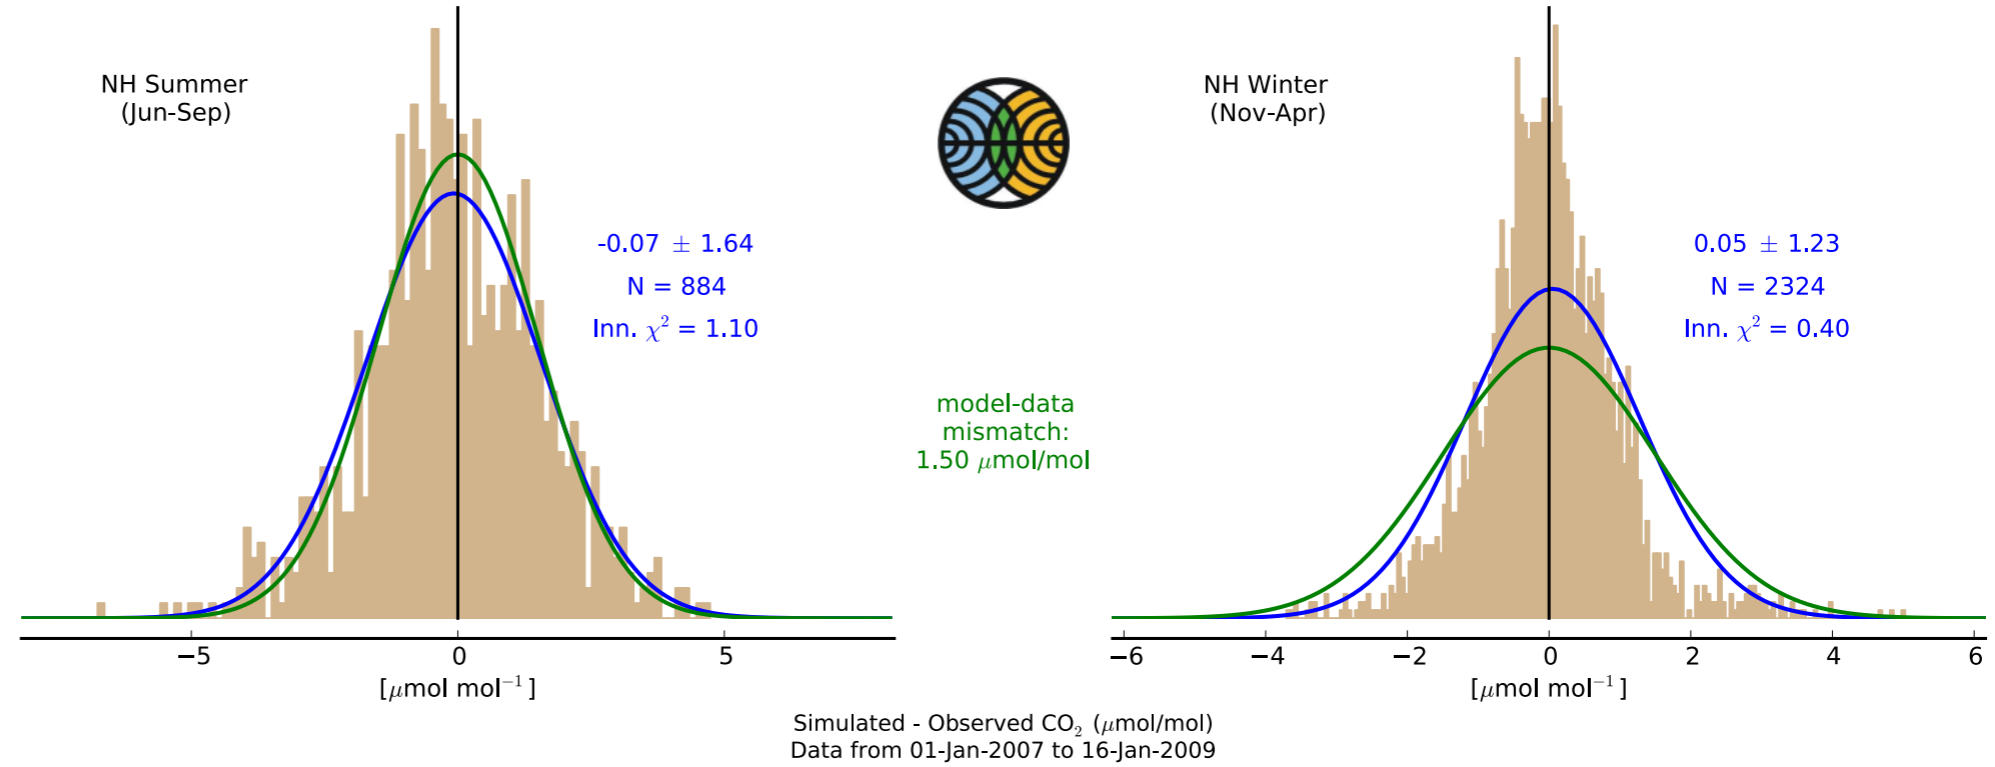 NH Summer
(Jun-Sep)
-0.07 ± 1.64
N = 884
Inn. χ² = 1.10
−5
0
5
[μmol mol⁻¹]
model-data
mismatch:
1.50 μmol/mol
NH Winter
(Nov-Apr)
0.05 ± 1.23
N = 2324
Inn. χ² = 0.40
−6
−4
−2
0
2
4
6
[μmol mol⁻¹]
Simulated - Observed CO₂ (μmol/mol)
Data from 01-Jan-2007 to 16-Jan-2009